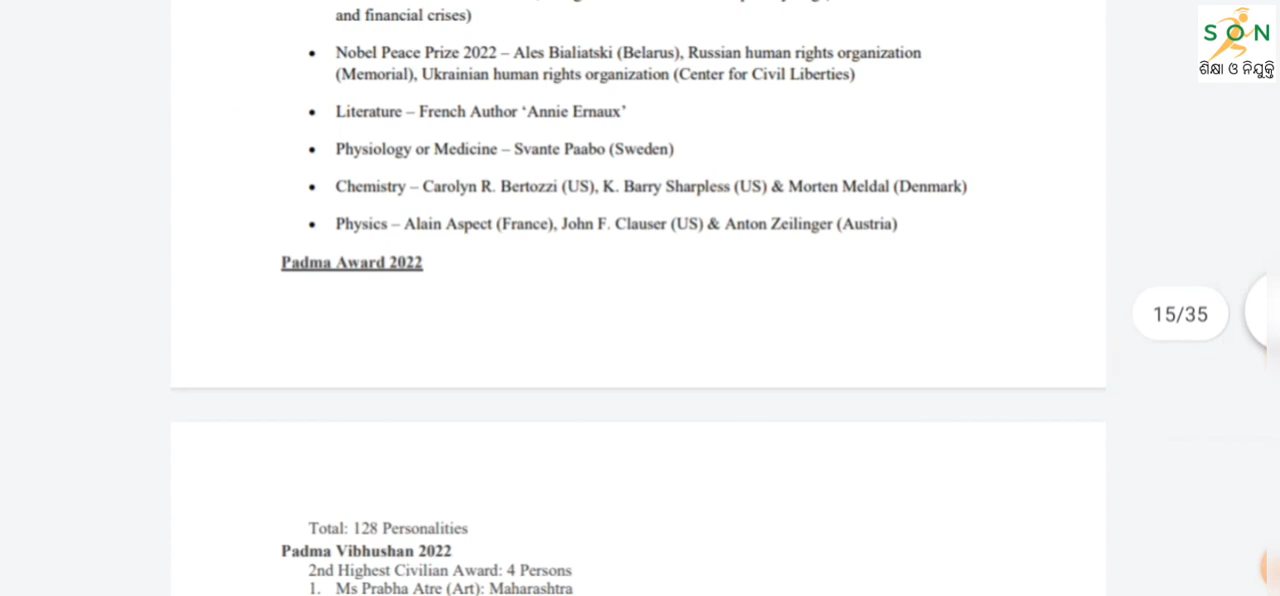 and financial crises)
• Nobel Peace Prize 2022 – Ales Bialiatski (Belarus), Russian human rights organization
(Memorial), Ukrainian human rights organization (Center for Civil Liberties)
• Literature – French Author ‘Annie Ernaux’
• Physiology or Medicine – Svante Paabo (Sweden)
• Chemistry – Carolyn R. Bertozzi (US), K. Barry Sharpless (US) & Morten Meldal (Denmark)
• Physics – Alain Aspect (France), John F. Clauser (US) & Anton Zeilinger (Austria)
Padma Award 2022
Total: 128 Personalities
Padma Vibhushan 2022
2nd Highest Civilian Award: 4 Persons
1. Ms Prabha Atre (Art): Maharashtra
15/35
SON
ଶିକ୍ଷା ଓ ନିଯୁକ୍ତି